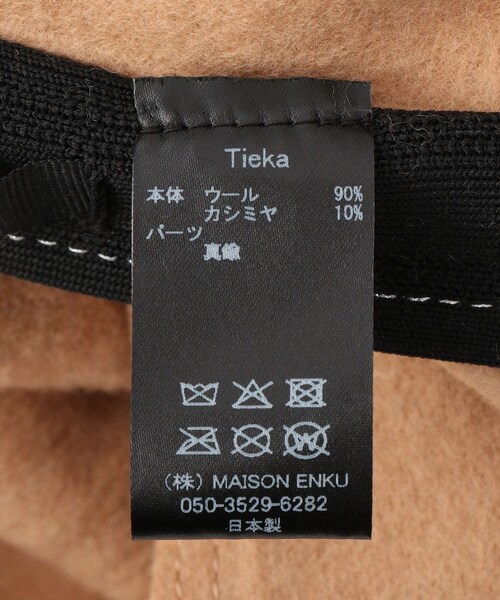 Tieka
本体 ウール 90%
カシミヤ 10%
パーツ
真鍮
(株) MAISON ENKU
050-3529-6282
日本製